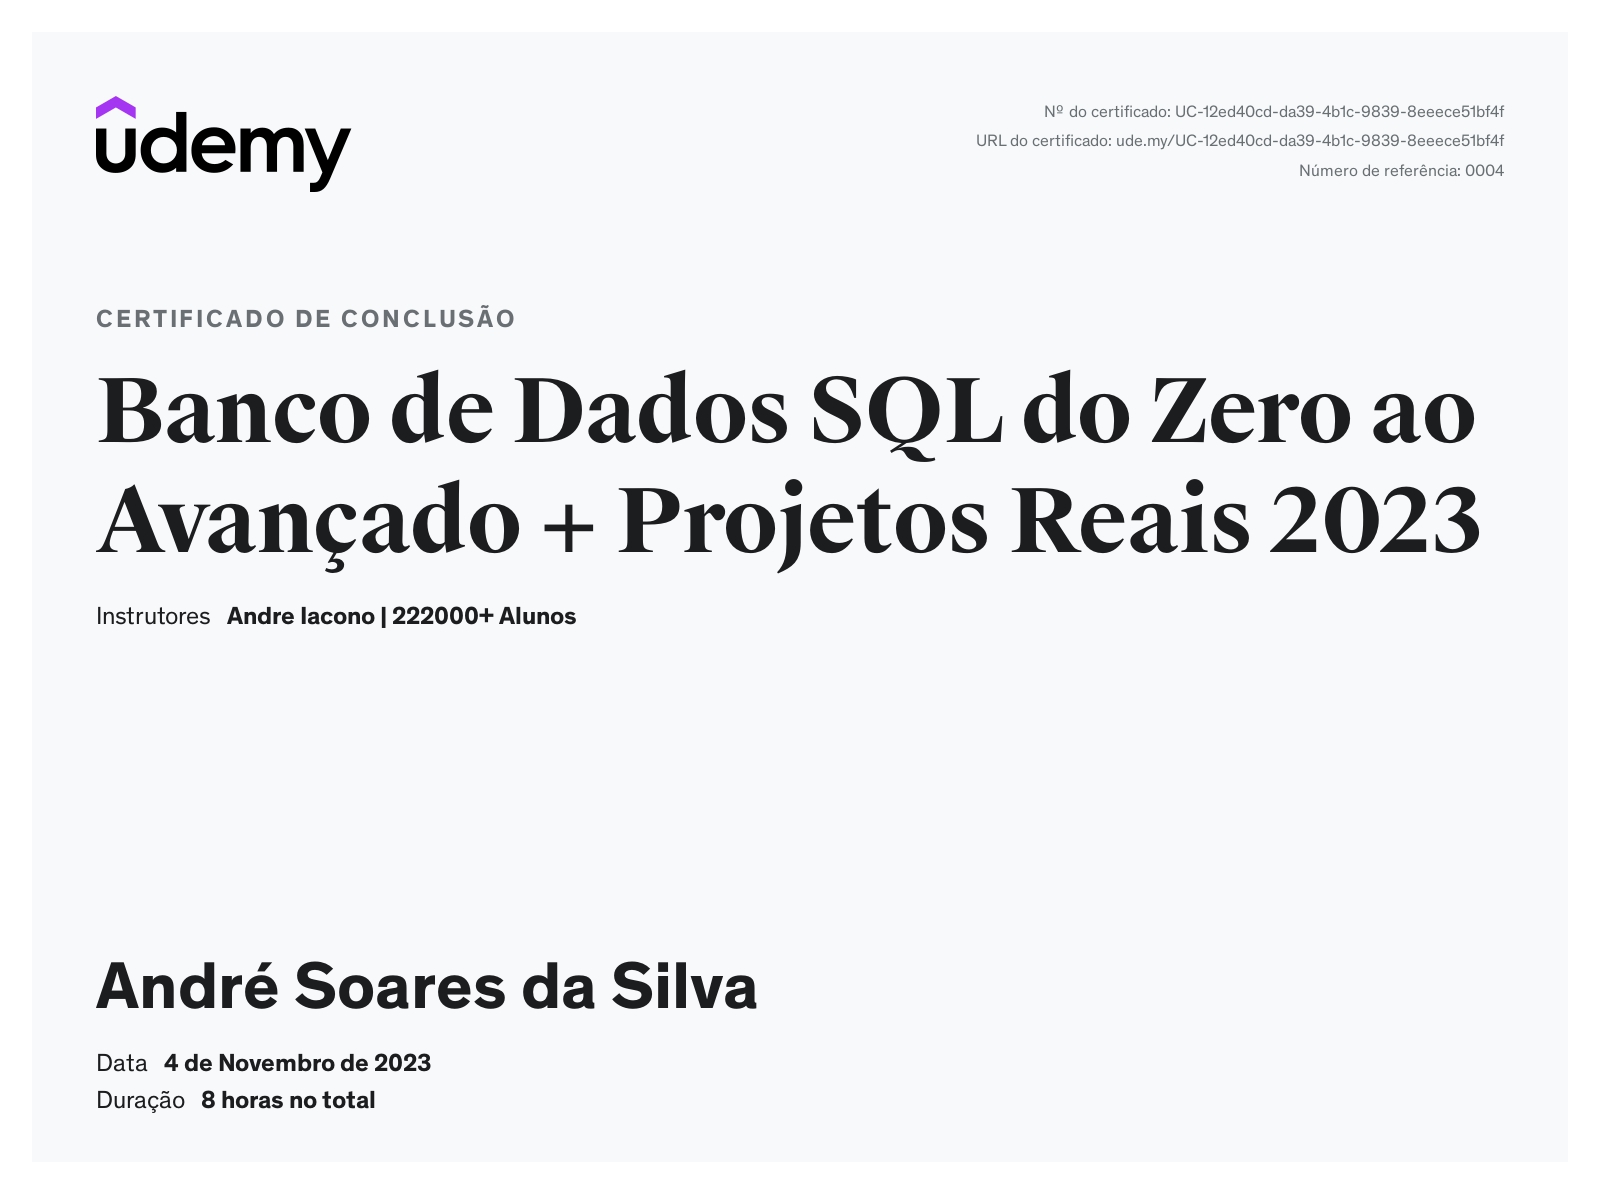 udemy
Nº do certificado: UC-12ed40cd-da39-4b1c-9839-8eeece51bf4f
URL do certificado: ude.my/UC-12ed40cd-da39-4b1c-9839-8eeece51bf4f
Número de referência: 0004
CERTIFICADO DE CONCLUSÃO
Banco de Dados SQL do Zero ao
Avançado + Projetos Reais 2023
Instrutores Andre Iacono | 222000+ Alunos
André Soares da Silva
Data 4 de Novembro de 2023
Duração 8 horas no total